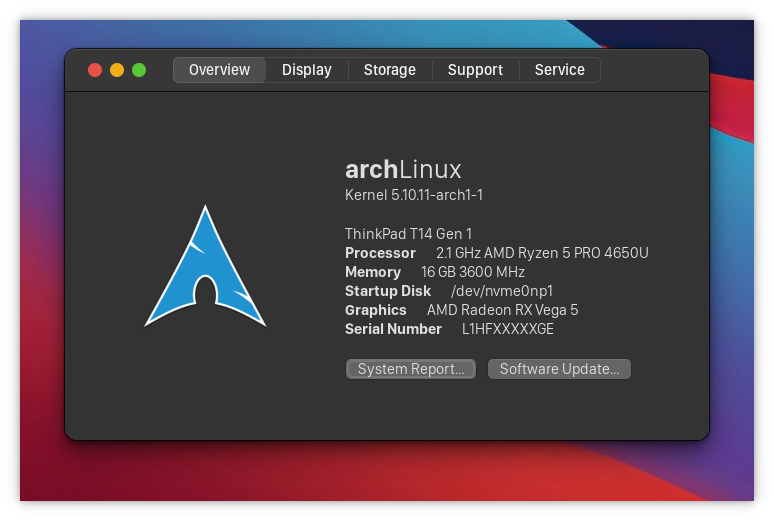 Overview Display Storage Support Service
archLinux
Kernel 5.10.11-arch1-1
ThinkPad T14 Gen 1
Processor 2.1 GHz AMD Ryzen 5 PRO 4650U
Memory 16 GB 3600 MHz
Startup Disk /dev/nvme0np1
Graphics AMD Radeon RX Vega 5
Serial Number L1HFXXXXXGE
System Report... Software Update...